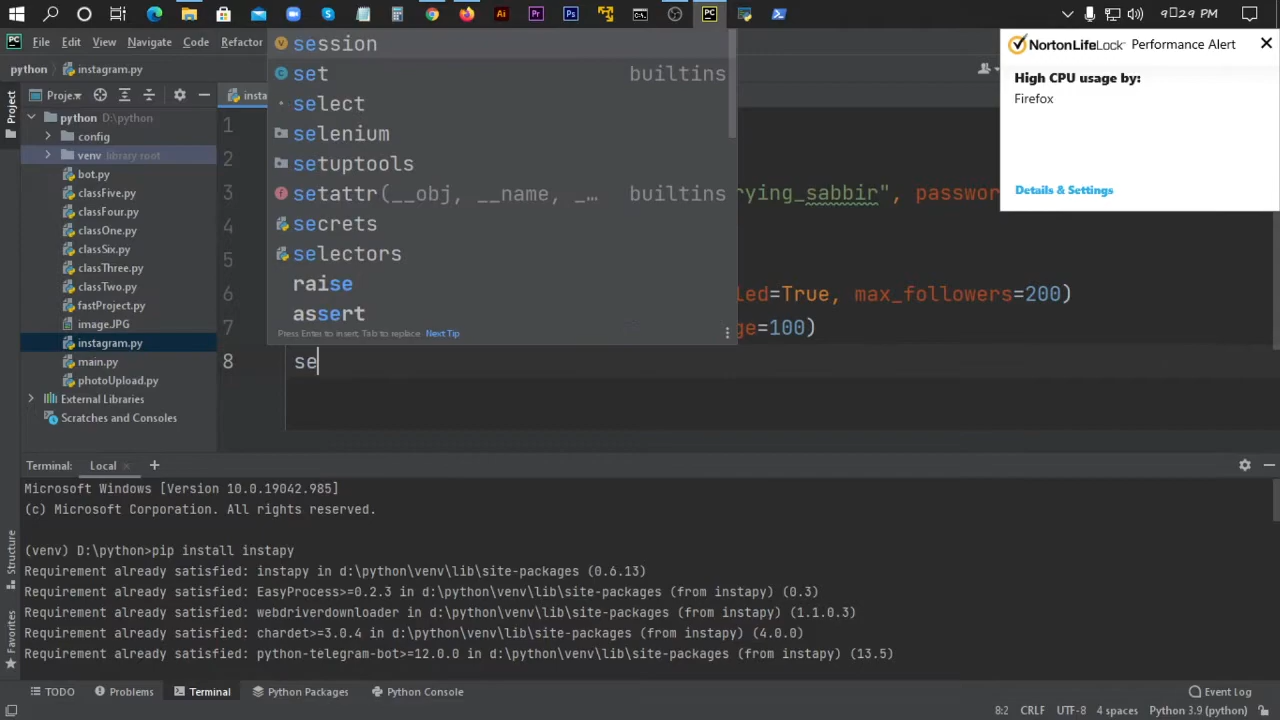 9:29 PM
File Edit View Navigate Code Refactor
NortonLifeLock Performance Alert
High CPU usage by:
Firefox
Details & Settings
python instagram.py
Project
Proje..
insta
python D:\python
config
venv library root
bot.py
classFive.py
classFour.py
classOne.py
classSix.py
classThree.py
classTwo.py
fastProject.py
image.JPG
instagram.py
main.py
photoUpload.py
External Libraries
Scratches and Consoles
session
set builtins
select
selenium
setuptools
setattr(__obj, __name, _… builtins
secrets
selectors
raise
assert
Press Enter to insert, Tab to replace Next Tip
1
2
3 rying_sabbir", password
4
5
6 led=True, max_followers=200)
7 ge=100)
8 se
Terminal: Local
Microsoft Windows [Version 10.0.19042.985]
(c) Microsoft Corporation. All rights reserved.
(venv) D:\python>pip install instapy
Requirement already satisfied: instapy in d:\python\venv\lib\site-packages (0.6.13)
Requirement already satisfied: EasyProcess>=0.2.3 in d:\python\venv\lib\site-packages (from instapy) (0.3)
Requirement already satisfied: webdriverdownloader in d:\python\venv\lib\site-packages (from instapy) (1.1.0.3)
Requirement already satisfied: chardet>=3.0.4 in d:\python\venv\lib\site-packages (from instapy) (4.0.0)
Requirement already satisfied: python-telegram-bot>=12.0.0 in d:\python\venv\lib\site-packages (from instapy) (13.5)
Structure
Favorites
TODO Problems Terminal Python Packages Python Console Event Log
8:2 CRLF UTF-8 4 spaces Python 3.9 (python)